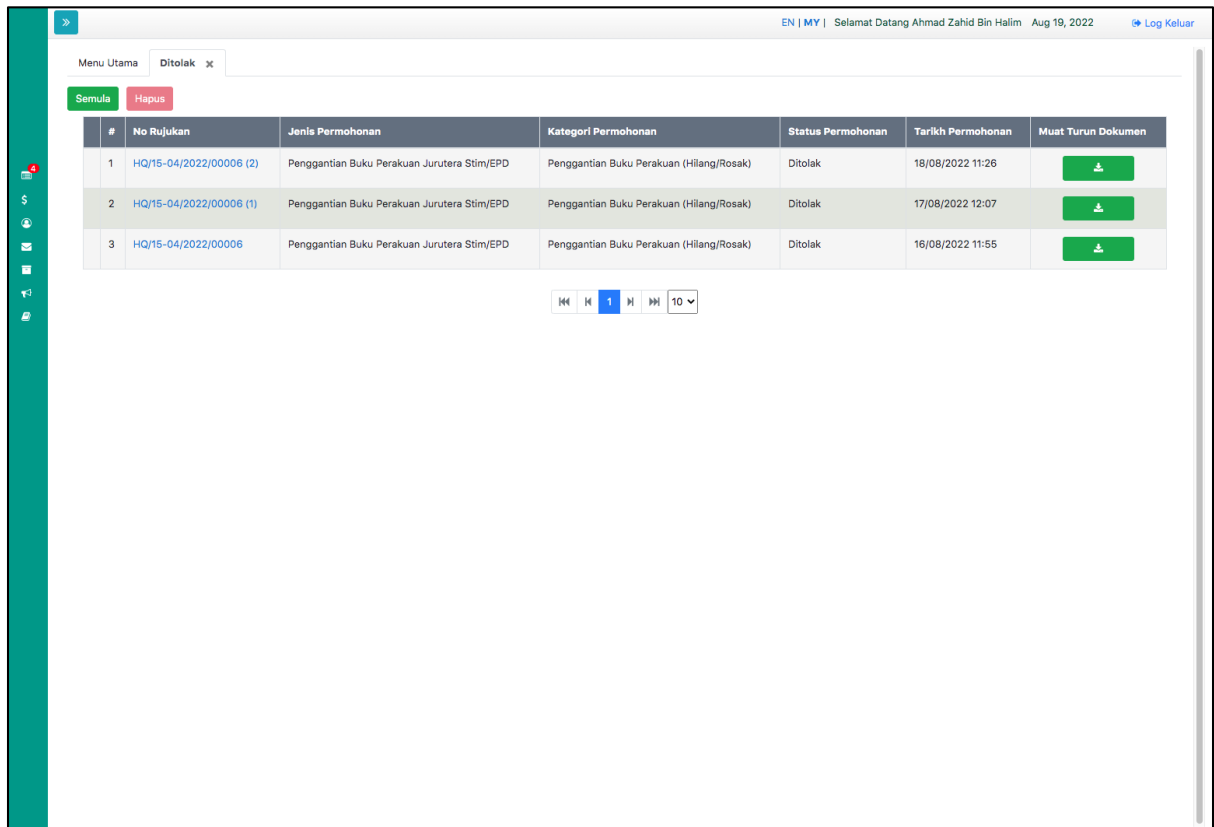 EN | MY | Selamat Datang Ahmad Zahid Bin Halim Aug 19, 2022 Log Keluar
Menu Utama Ditolak
Semula Hapus
# No Rujukan Jenis Permohonan Kategori Permohonan Status Permohonan Tarikh Permohonan Muat Turun Dokumen
1 HQ/15-04/2022/00006 (2) Penggantian Buku Perakuan Jurutera Stim/EPD Penggantian Buku Perakuan (Hilang/Rosak) Ditolak 18/08/2022 11:26
4
2 HQ/15-04/2022/00006 (1) Penggantian Buku Perakuan Jurutera Stim/EPD Penggantian Buku Perakuan (Hilang/Rosak) Ditolak 17/08/2022 12:07
3 HQ/15-04/2022/00006 Penggantian Buku Perakuan Jurutera Stim/EPD Penggantian Buku Perakuan (Hilang/Rosak) Ditolak 16/08/2022 11:55
1 10